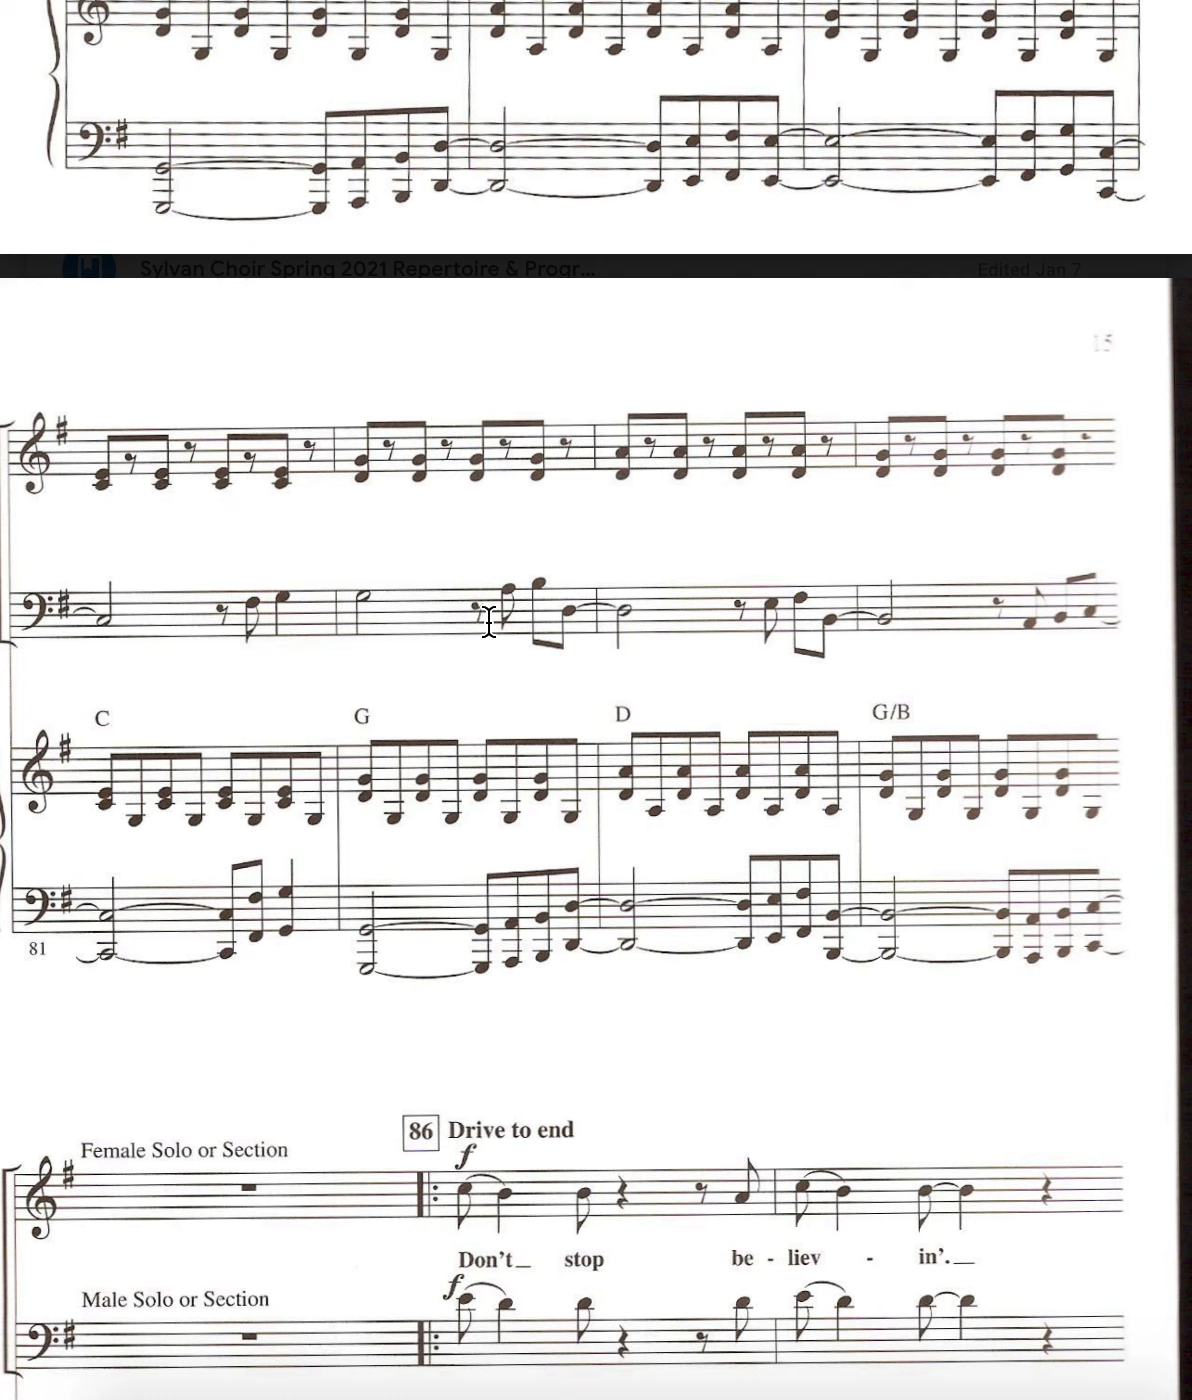 Sylvan Choir Spring 2021 Repertoire & Progr...
Edited Jan 7
15
C G D G/B
81
86 Drive to end
Female Solo or Section
f
Don't_ stop be - liev - in'._
f
Male Solo or Section